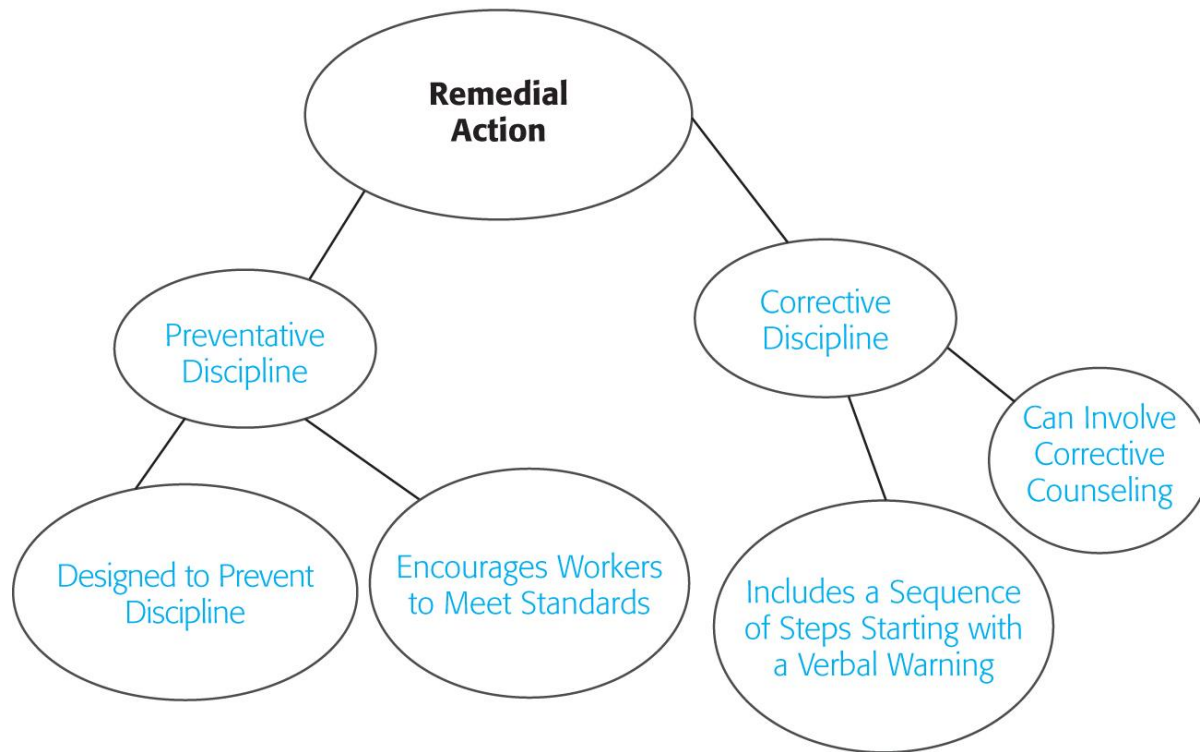 Remedial
Action
Preventative
Discipline
Corrective
Discipline
Can Involve
Corrective
Counseling
Designed to Prevent
Discipline
Encourages Workers
to Meet Standards
Includes a Sequence
of Steps Starting with
a Verbal Warning